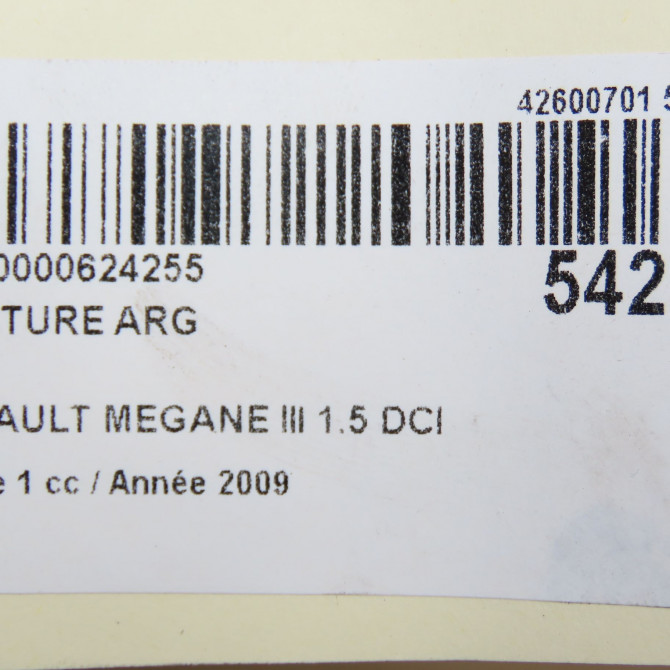 42600701 5
0000624255
542
TURE ARG
AULT MEGANE III 1.5 DCI
e 1 cc / Année 2009